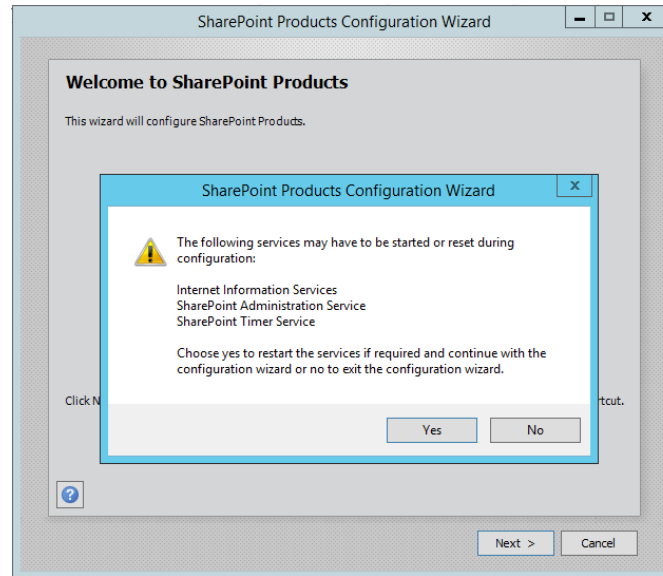 SharePoint Products Configuration Wizard
Welcome to SharePoint Products
This wizard will configure SharePoint Products.
SharePoint Products Configuration Wizard
The following services may have to be started or reset during
configuration:
Internet Information Services
SharePoint Administration Service
SharePoint Timer Service
Choose yes to restart the services if required and continue with the
configuration wizard or no to exit the configuration wizard.
Click
Yes
No
Next >
Cancel